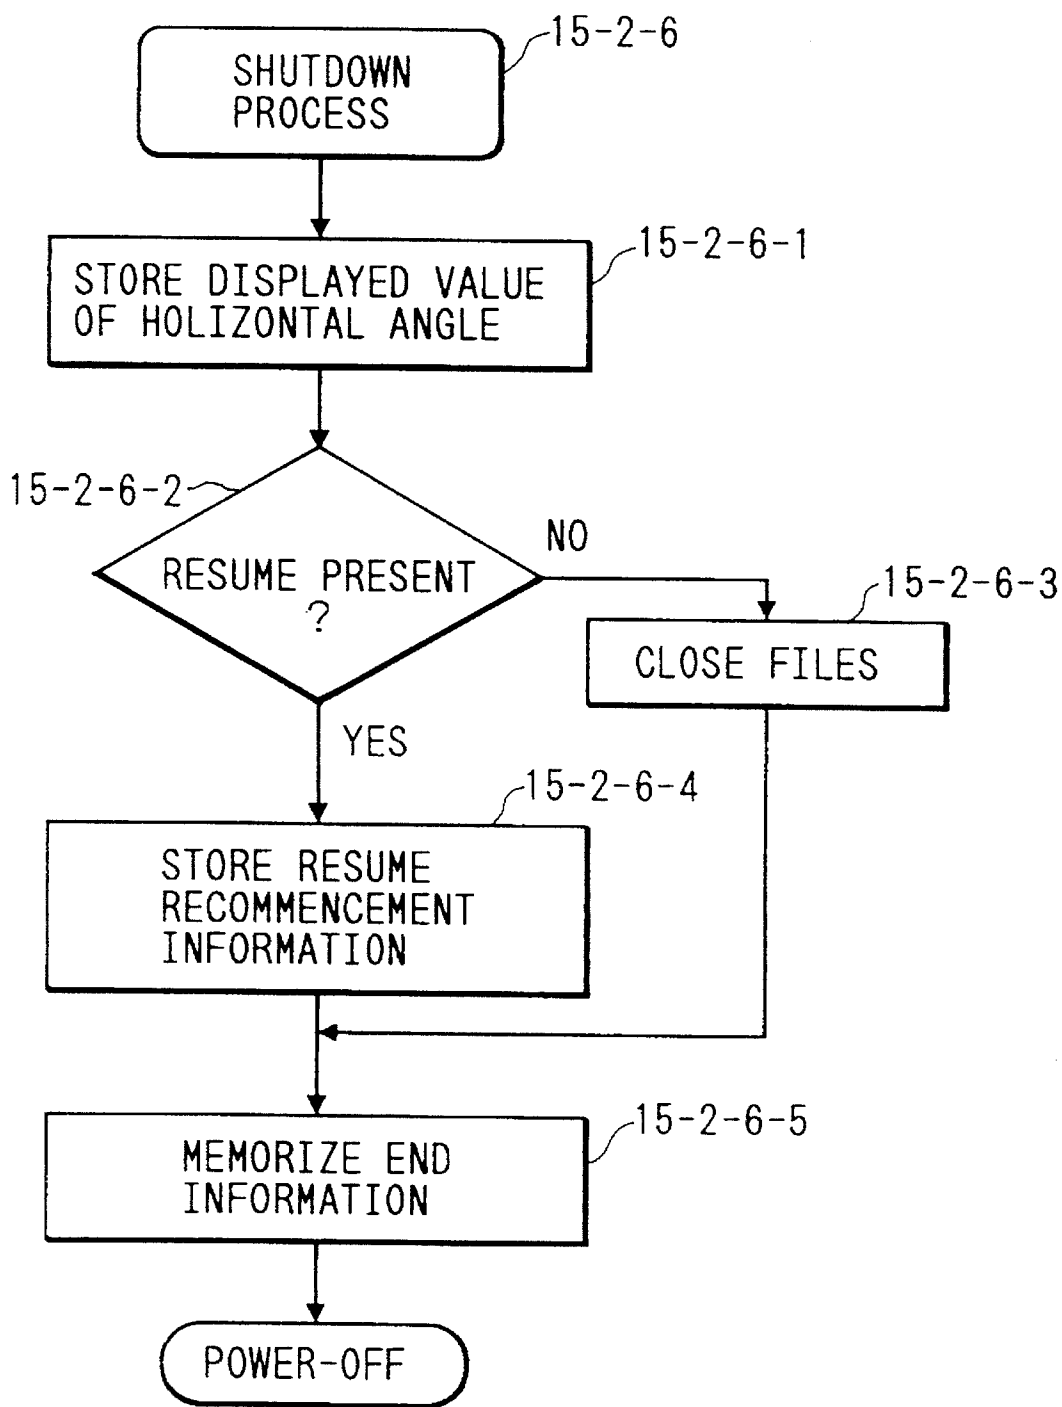 15-2-6
SHUTDOWN
PROCESS
15-2-6-1
STORE DISPLAYED VALUE
OF HOLIZONTAL ANGLE
15-2-6-2
NO
RESUME PRESENT
?
15-2-6-3
CLOSE FILES
YES
15-2-6-4
STORE RESUME
RECOMMENCEMENT
INFORMATION
15-2-6-5
MEMORIZE END
INFORMATION
POWER-OFF